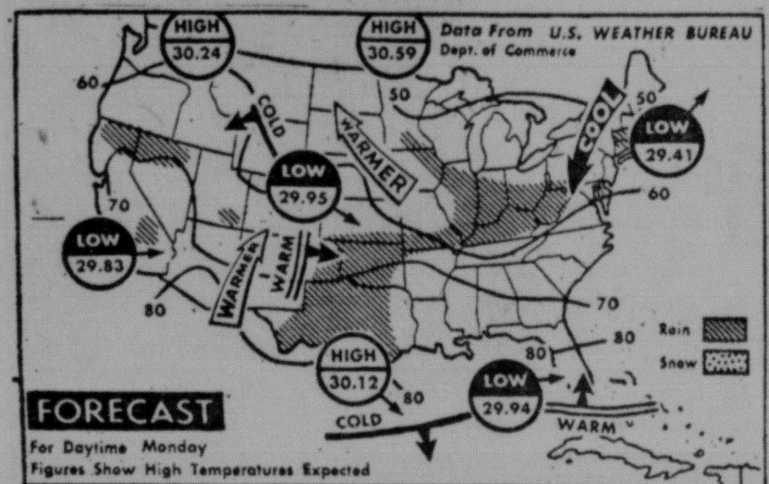 HIGH
30.24
HIGH
30.59
Data From U.S. WEATHER BUREAU
Dept. of Commerce
60
COLD
50
WARMER
COOL
50
LOW
29.41
LOW
29.95
60
70
LOW
29.83
WARMER
WARM
80
70
Rain
80
Snow
80
HIGH
30.12
80
LOW
29.94
COLD
WARM
FORECAST
For Daytime Monday
Figures Show High Temperatures Expected